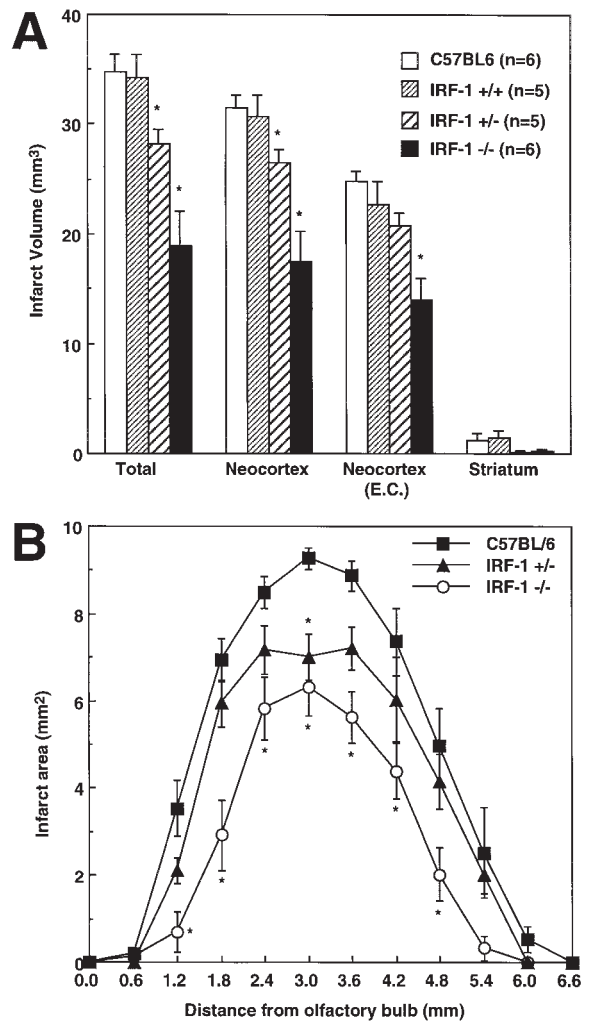 A
40
30
20
10
0
Infarct Volume (mm3)
C57BL6 (n=6)
IRF-1 +/+ (n=5)
IRF-1 +/- (n=5)
IRF-1 -/- (n=6)
*
*
*
*
*
Total
Neocortex
Neocortex
(E.C.)
Striatum
B
10
8
6
4
2
0
Infarct area (mm2)
C57BL/6
IRF-1 +/-
IRF-1 -/-
*
*
*
*
*
*
*
*
0.0 0.6 1.2 1.8 2.4 3.0 3.6 4.2 4.8 5.4 6.0 6.6
Distance from olfactory bulb (mm)